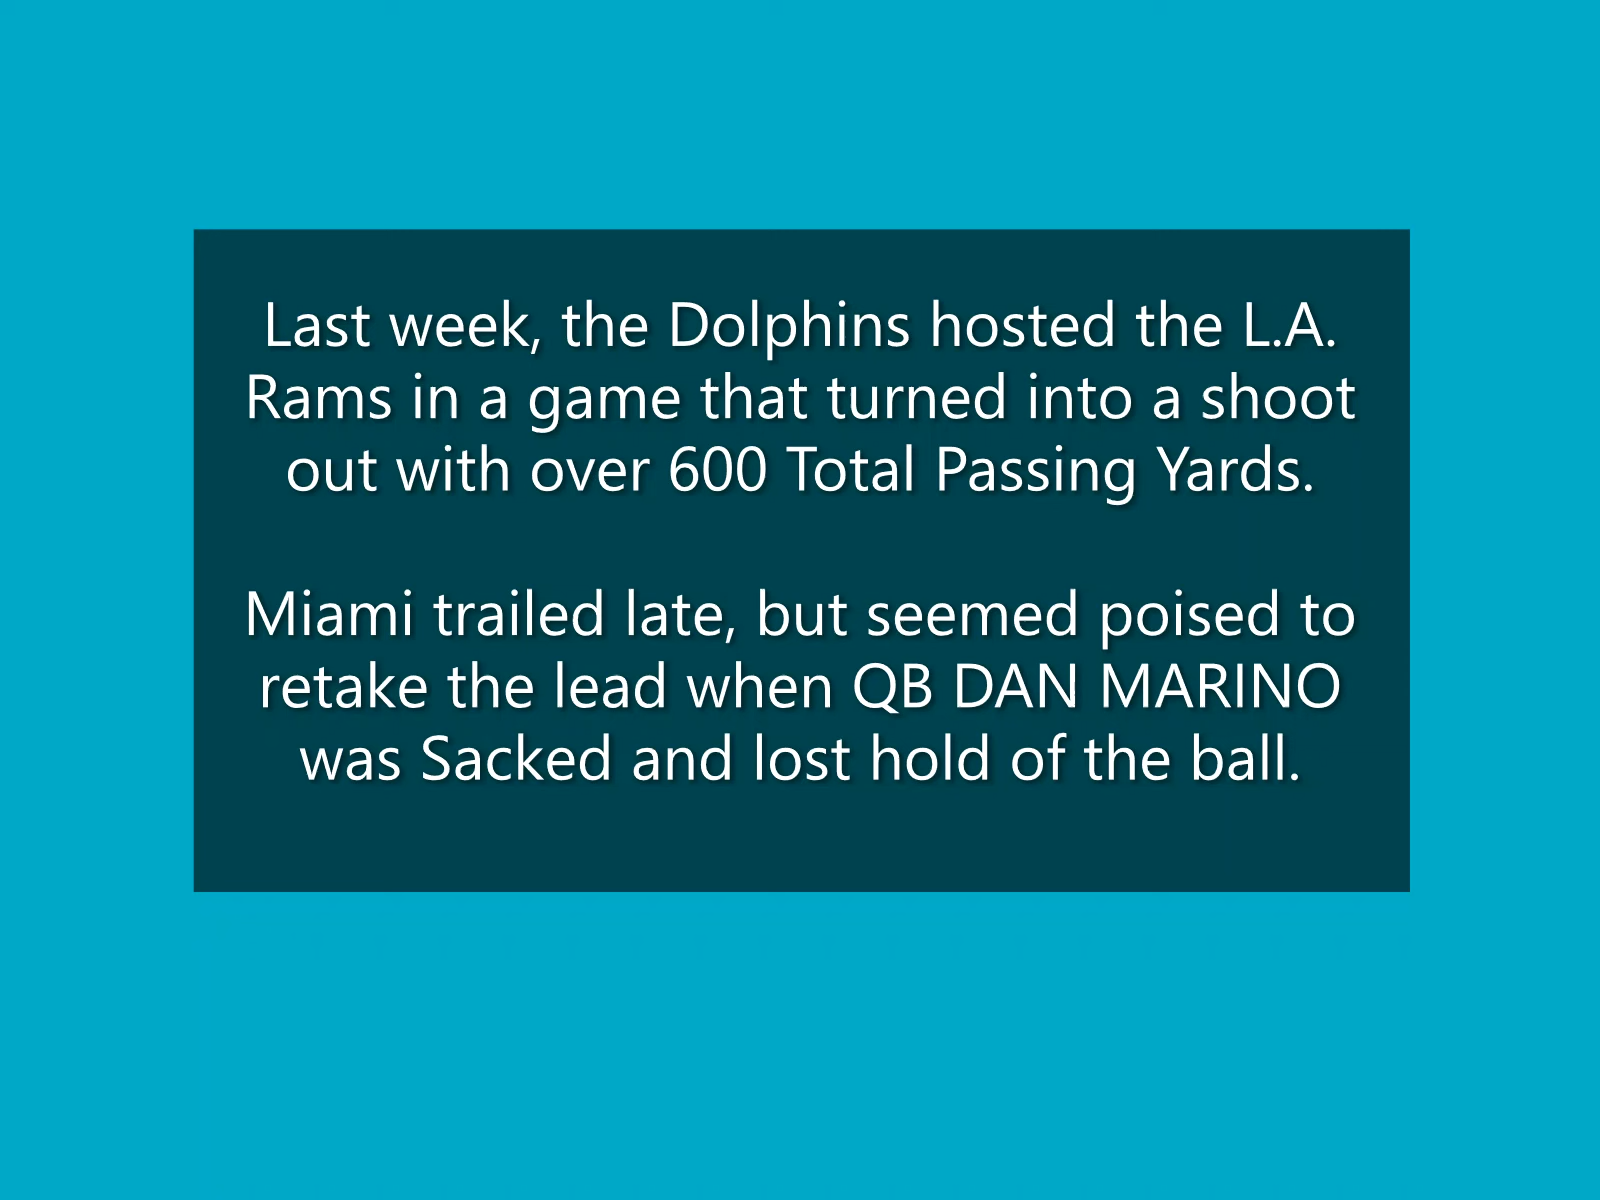 Last week, the Dolphins hosted the L.A.
Rams in a game that turned into a shoot
out with over 600 Total Passing Yards.
Miami trailed late, but seemed poised to
retake the lead when QB DAN MARINO
was Sacked and lost hold of the ball.